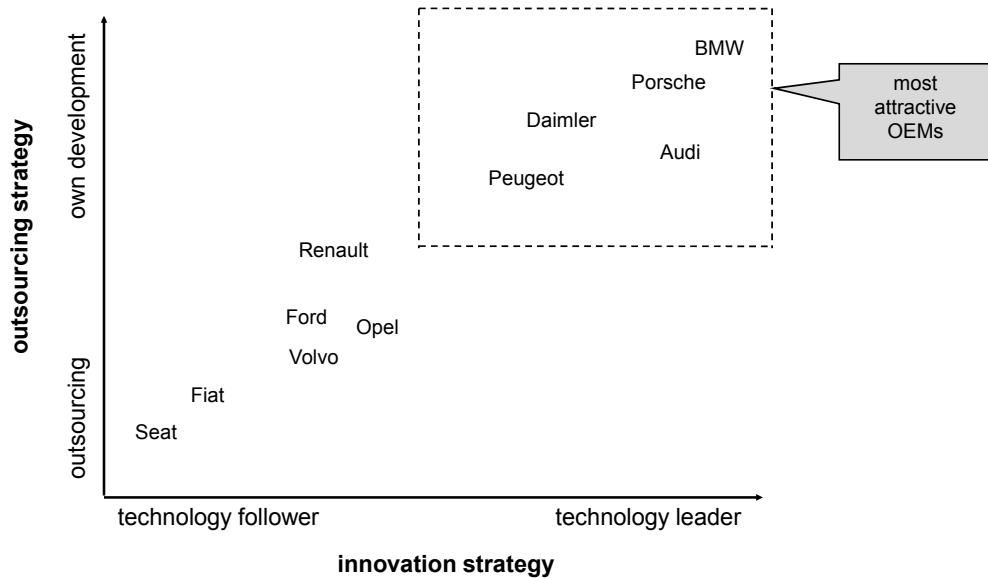 BMW
Porsche
Daimler
Audi
Peugeot
most
attractive
OEMs
Renault
Ford
Opel
Volvo
Fiat
Seat
outsourcing strategy
own development
outsourcing
technology follower
technology leader
innovation strategy